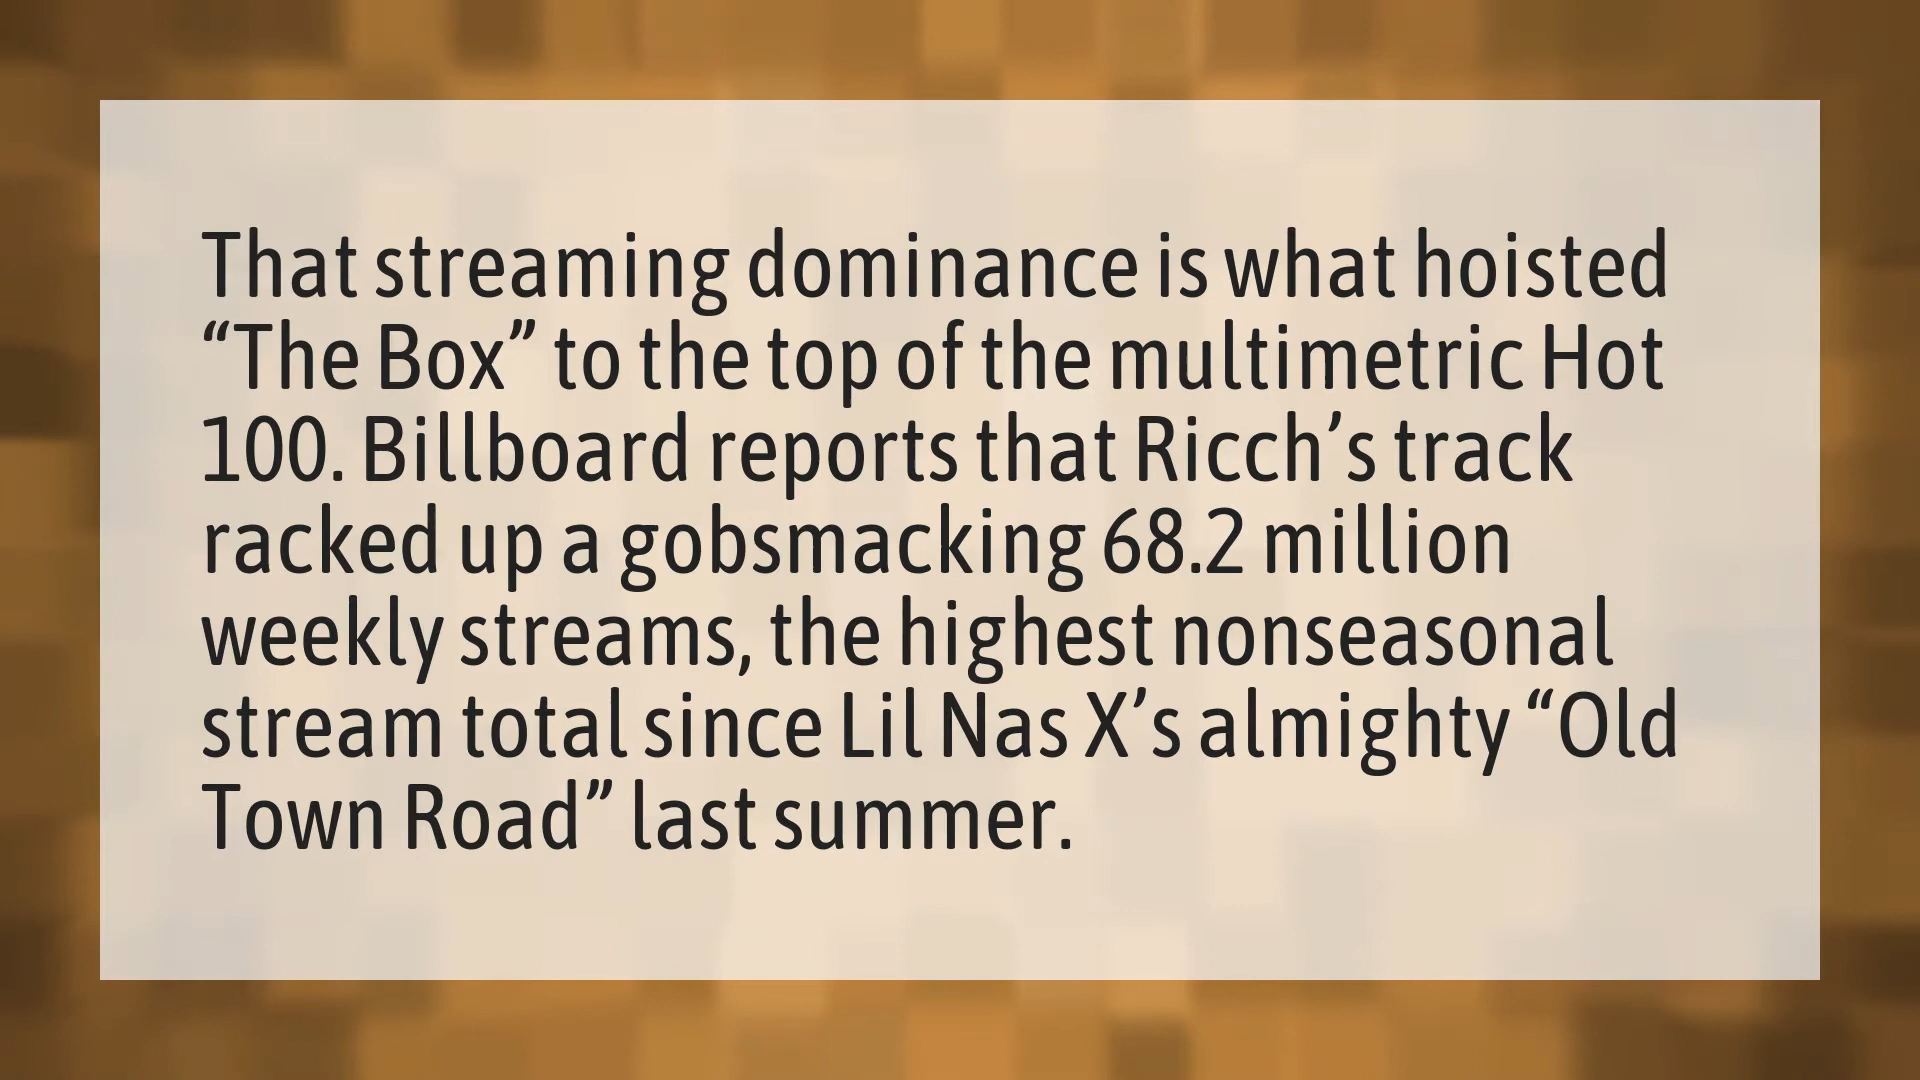 That streaming dominance is what hoisted
“The Box” to the top of the multimetric Hot
100. Billboard reports that Ricch’s track
racked up a gobsmacking 68.2 million
weekly streams, the highest nonseasonal
stream total since Lil Nas X’s almighty “Old
Town Road” last summer.